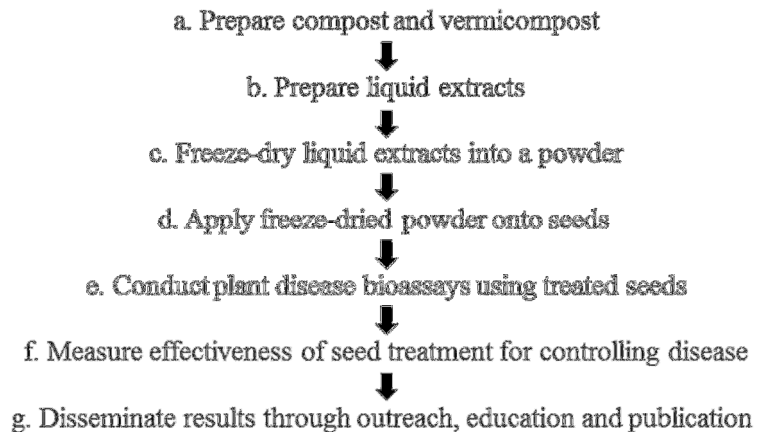 a. Prepare compost and vermicompost
b. Prepare liquid extracts
c. Freeze-dry liquid extracts into a powder
d. Apply freeze-dried powder onto seeds
e. Conduct plant disease bioassays using treated seeds
f. Measure effectiveness of seed treatment for controlling disease
g. Disseminate results through outreach, education and publication